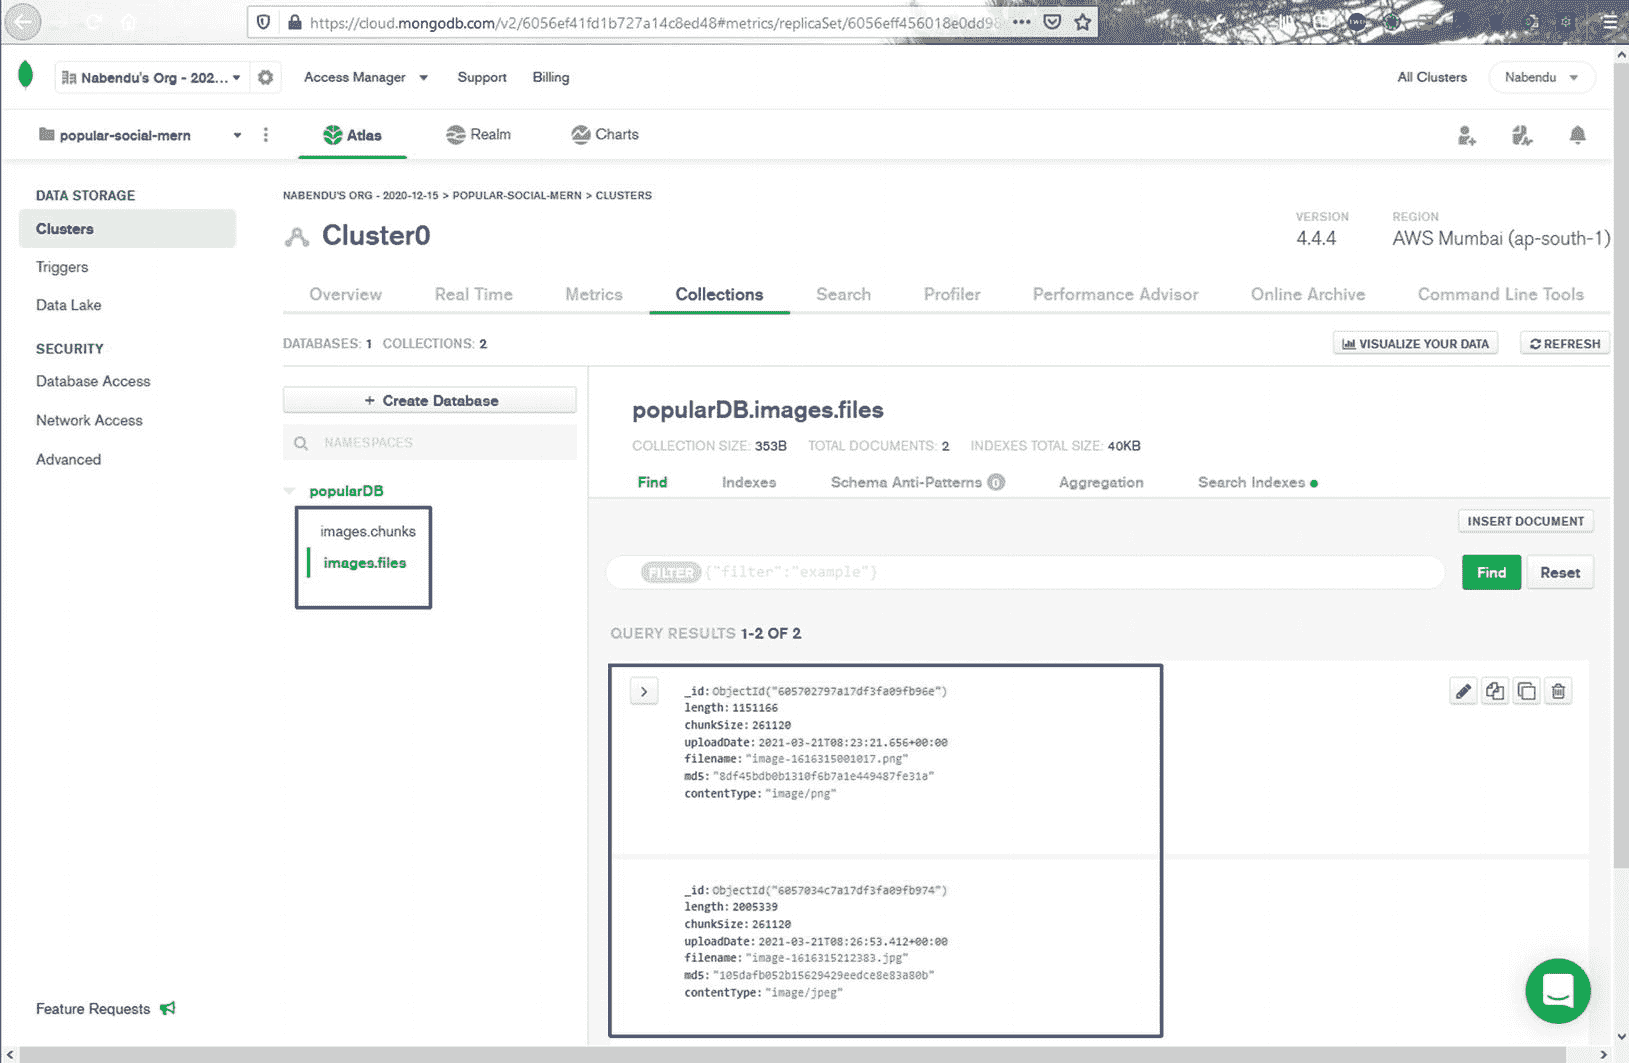 https://cloud.mongodb.com/v2/6056ef41fd1b727a14c8ed48#metrics/replicaSet/6056eff456018e0dd98
Nabendu's Org - 202... Access Manager Support Billing All Clusters Nabendu
popular-social-mern Atlas Realm Charts
DATA STORAGE
Clusters
Triggers
Data Lake
SECURITY
Database Access
Network Access
Advanced
Feature Requests
NABENDU'S ORG - 2020-12-15 > POPULAR-SOCIAL-MERN > CLUSTERS
Cluster0
VERSION REGION
4.4.4 AWS Mumbai (ap-south-1)
Overview Real Time Metrics Collections Search Profiler Performance Advisor Online Archive Command Line Tools
DATABASES: 1 COLLECTIONS: 2
VISUALIZE YOUR DATA REFRESH
+ Create Database
NAMESPACES
popularDB
images.chunks
images.files
popularDB.images.files
COLLECTION SIZE: 353B TOTAL DOCUMENTS: 2 INDEXES TOTAL SIZE: 40KB
Find Indexes Schema Anti-Patterns 0 Aggregation Search Indexes
INSERT DOCUMENT
FILTER {"filter":"example"}
Find Reset
QUERY RESULTS 1-2 OF 2
_id: ObjectId("605702797a17df3fa09fb96e")
length: 1151166
chunkSize: 261120
uploadDate: 2021-03-21T08:23:21.656+00:00
filename: "image-1616315001017.png"
md5: "8df45bdb0b1310f6b7a1e449487fe31a"
contentType: "image/png"
_id: ObjectId("6057034c7a17df3fa09fb974")
length: 2005339
chunkSize: 261120
uploadDate: 2021-03-21T08:26:53.412+00:00
filename: "image-1616315212383.jpg"
md5: "105dafb052b15629429eedce8e83a80b"
contentType: "image/jpeg"